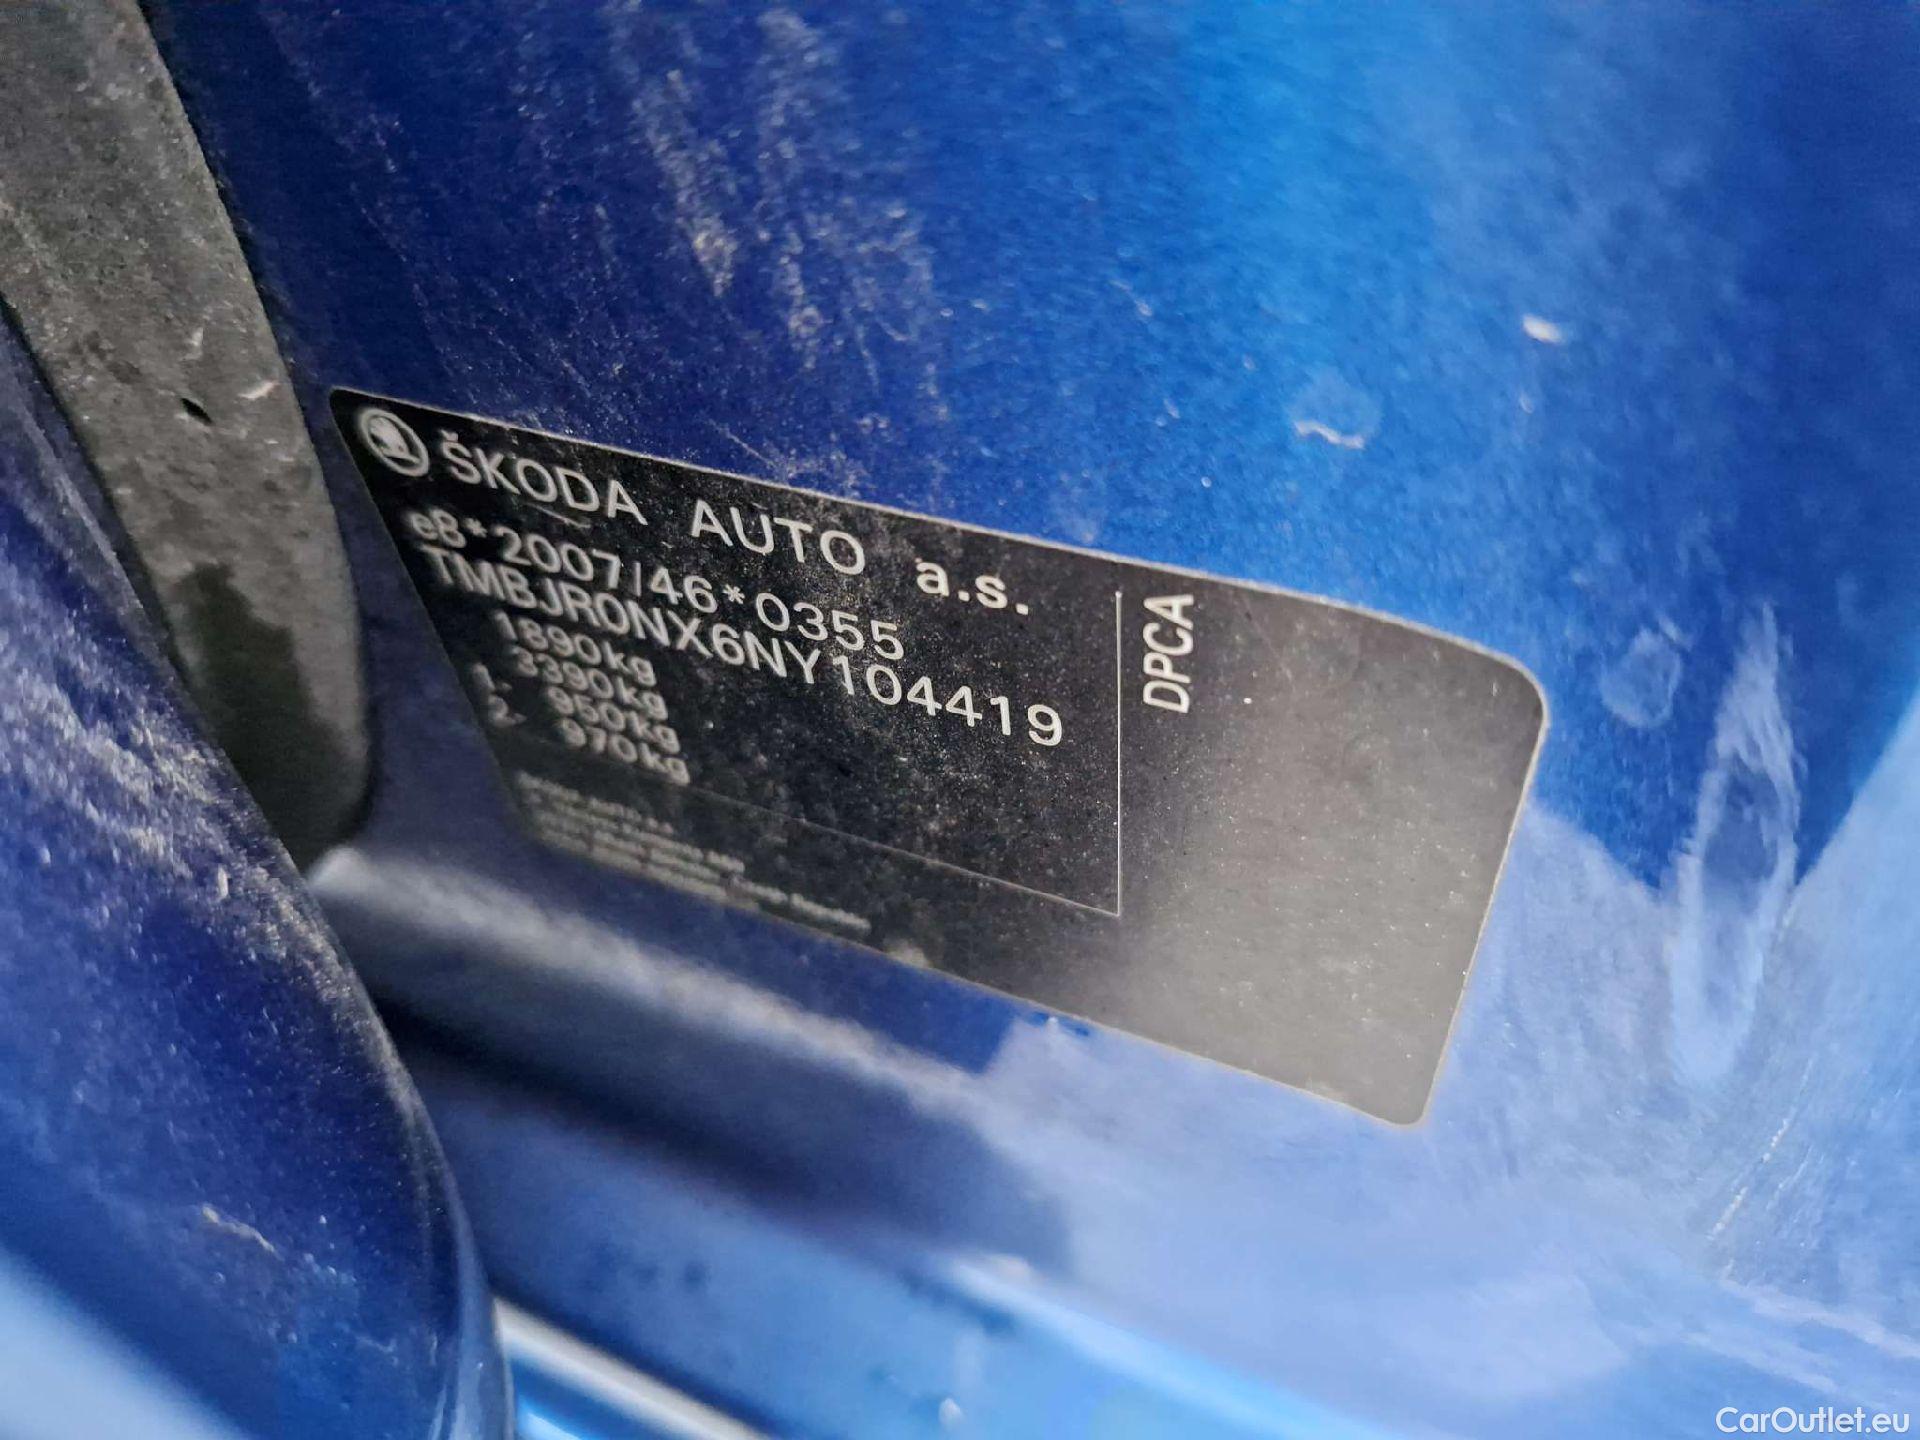 ŠKODA AUTO a.s.
e8*2007/46*0355
TMBJR0NX6NY104419
1890kg
3390kg
1- 950kg
2- 970kg
DPCA
CarOutlet.eu